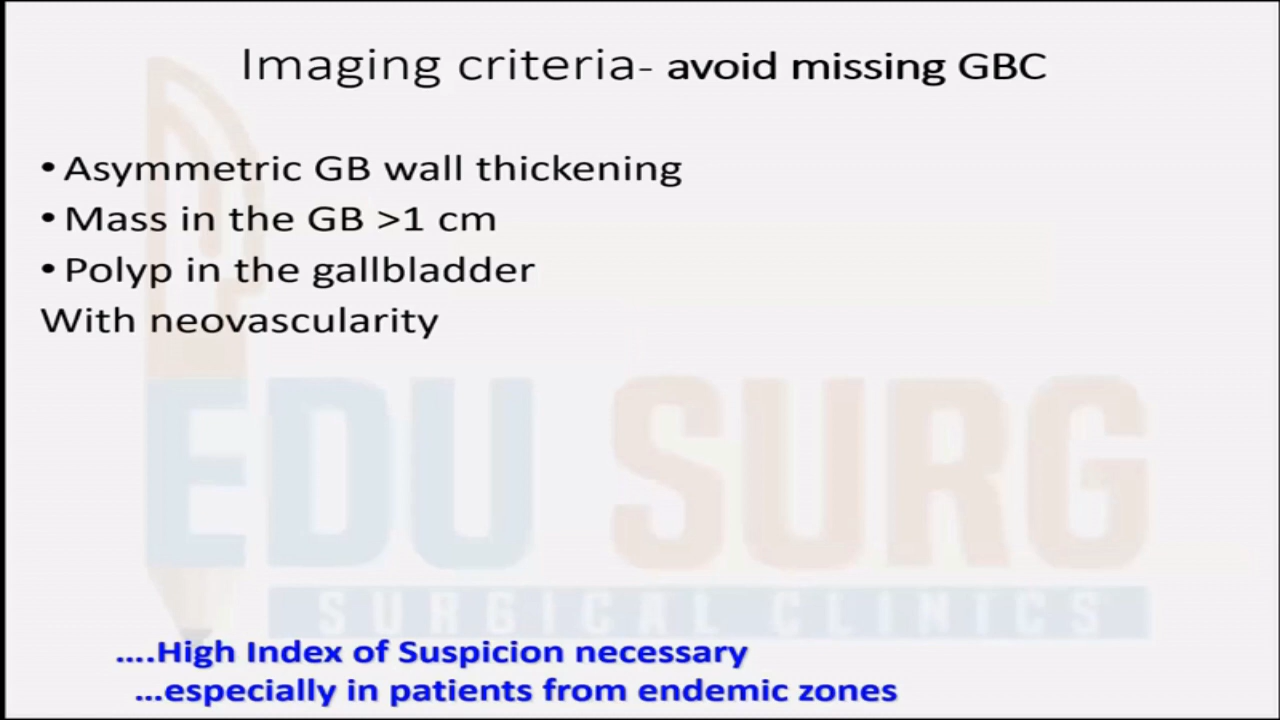 Imaging criteria- avoid missing GBC
• Asymmetric GB wall thickening
• Mass in the GB >1 cm
• Polyp in the gallbladder
With neovascularity
EDU SURG
SURGICAL CLINICS
....High Index of Suspicion necessary
...especially in patients from endemic zones